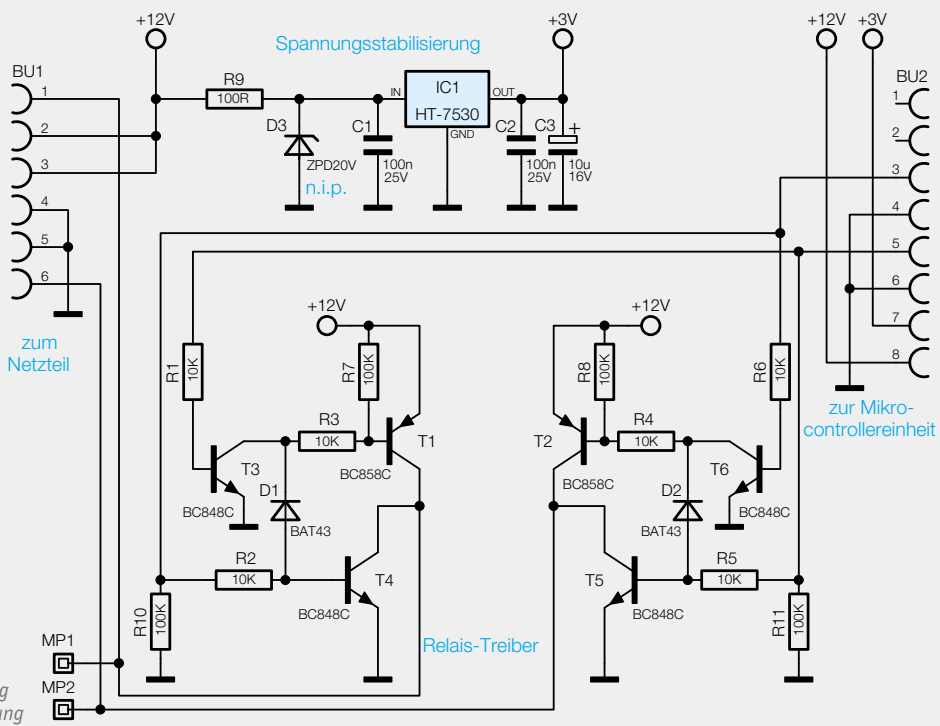 +12V
Spannungsstabilisierung
+3V
+12V
+3V
BU1
1
2
3
4
5
6
zum
Netzteil
R9
100R
D3
ZPD20V
n.i.p.
C1
100n
25V
IN
IC1
HT-7530
OUT
GND
C2
100n
25V
C3
+
10u
16V
BU2
1
2
3
4
5
6
7
8
zur Mikro-
controllereinheit
+12V
+12V
R1
10K
R7
100K
R3
10K
T1
BC858C
T3
BC848C
D1
BAT43
R2
10K
T4
BC848C
R10
100K
R8
100K
R4
10K
T2
BC858C
R6
10K
T6
BC848C
D2
BAT43
R5
10K
T5
BC848C
R11
100K
Relais-Treiber
MP1
MP2
g
ung